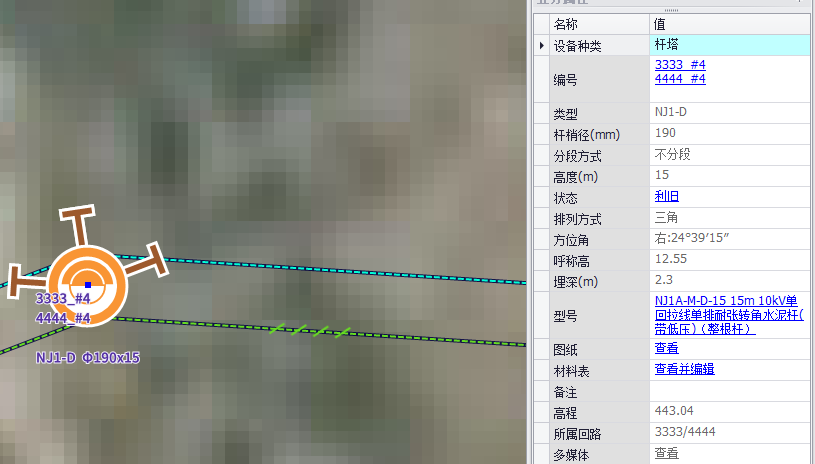 名称 值
设备种类 杆塔
编号 3333_#4
4444_#4
类型 NJ1-D
杆梢径(mm) 190
分段方式 不分段
高度(m) 15
状态 利旧
排列方式 三角
方位角 右:24°39′15″
呼称高 12.55
埋深(m) 2.3
型号 NJ1A-M-D-15 15m 10kV单
回拉线单排耐张转角水泥杆(
带低压)（整根杆）
图纸 查看
材料表 查看并编辑
备注
高程 443.04
所属回路 3333/4444
多媒体 查看
3333_#4
4444_#4
NJ1-D Φ190x15